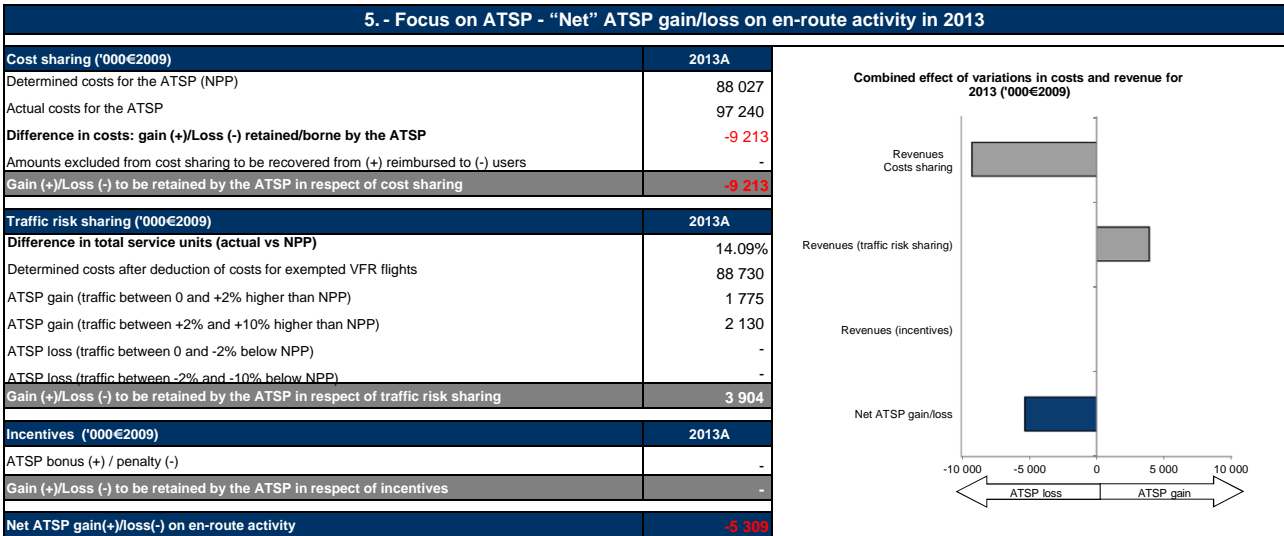 5. - Focus on ATSP - “Net” ATSP gain/loss on en-route activity in 2013
Cost sharing ('000€2009) 2013A
Determined costs for the ATSP (NPP) 88 027
Actual costs for the ATSP 97 240
Difference in costs: gain (+)/Loss (-) retained/borne by the ATSP -9 213
Amounts excluded from cost sharing to be recovered from (+) reimbursed to (-) users -
Gain (+)/Loss (-) to be retained by the ATSP in respect of cost sharing -9 213
Traffic risk sharing ('000€2009) 2013A
Difference in total service units (actual vs NPP) 14.09%
Determined costs after deduction of costs for exempted VFR flights 88 730
ATSP gain (traffic between 0 and +2% higher than NPP) 1 775
ATSP gain (traffic between +2% and +10% higher than NPP) 2 130
ATSP loss (traffic between 0 and -2% below NPP) -
ATSP loss (traffic between -2% and -10% below NPP) -
Gain (+)/Loss (-) to be retained by the ATSP in respect of traffic risk sharing 3 904
Incentives ('000€2009) 2013A
ATSP bonus (+) / penalty (-) -
Gain (+)/Loss (-) to be retained by the ATSP in respect of incentives -
Net ATSP gain(+)/loss(-) on en-route activity -5 309
Combined effect of variations in costs and revenue for
2013 ('000€2009)
Revenues
Costs sharing
Revenues (traffic risk sharing)
Revenues (incentives)
Net ATSP gain/loss
-10 000 -5 000 0 5 000 10 000
ATSP loss ATSP gain